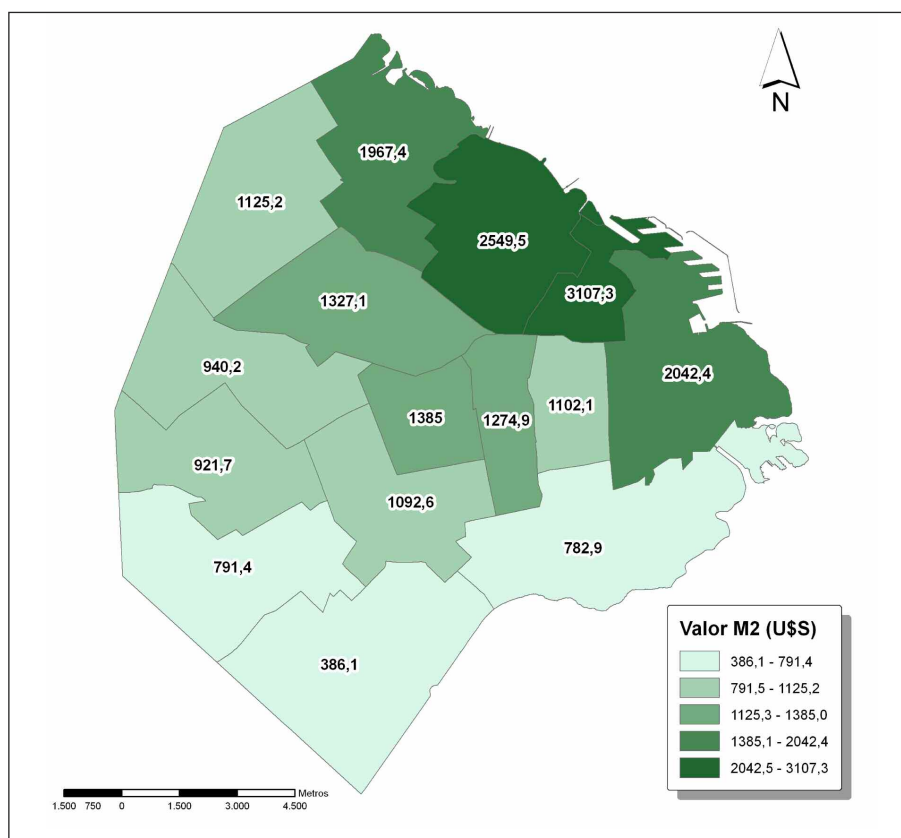 N
1967,4
1125,2
2549,5
3107,3
1327,1
940,2
2042,4
1385
1274,9
1102,1
921,7
1092,6
782,9
791,4
386,1
Valor M2 (U$S)
386,1 - 791,4
791,5 - 1125,2
1125,3 - 1385,0
1385,1 - 2042,4
2042,5 - 3107,3
Metros
1.500 750 0 1.500 3.000 4.500